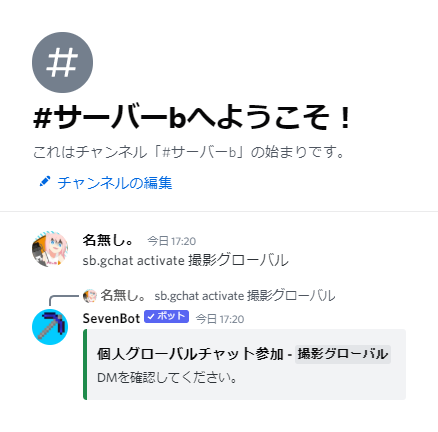 #サーバーbへようこそ！
これはチャンネル「#サーバーb」の始まりです。
チャンネルの編集
名無し。 今日 17:20
sb.gchat activate 撮影グローバル
名無し。 sb.gchat activate 撮影グローバル
SevenBot ✓ボット 今日 17:20
個人グローバルチャット参加 - 撮影グローバル
DMを確認してください。